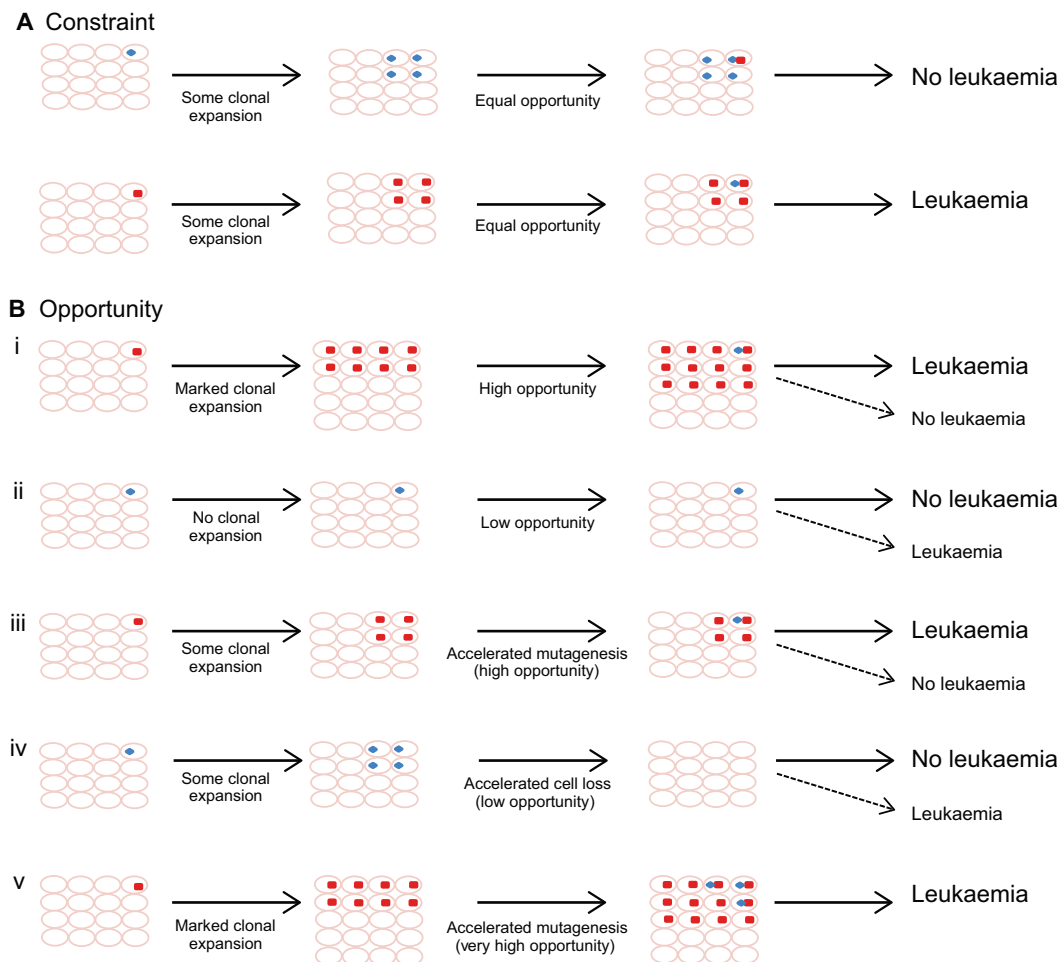 A Constraint
Some clonal
expansion
Equal opportunity
No leukaemia
Some clonal
expansion
Equal opportunity
Leukaemia
B Opportunity
i
Marked clonal
expansion
High opportunity
Leukaemia
No leukaemia
ii
No clonal
expansion
Low opportunity
No leukaemia
Leukaemia
iii
Some clonal
expansion
Accelerated mutagenesis
(high opportunity)
Leukaemia
No leukaemia
iv
Some clonal
expansion
Accelerated cell loss
(low opportunity)
No leukaemia
Leukaemia
v
Marked clonal
expansion
Accelerated mutagenesis
(very high opportunity)
Leukaemia